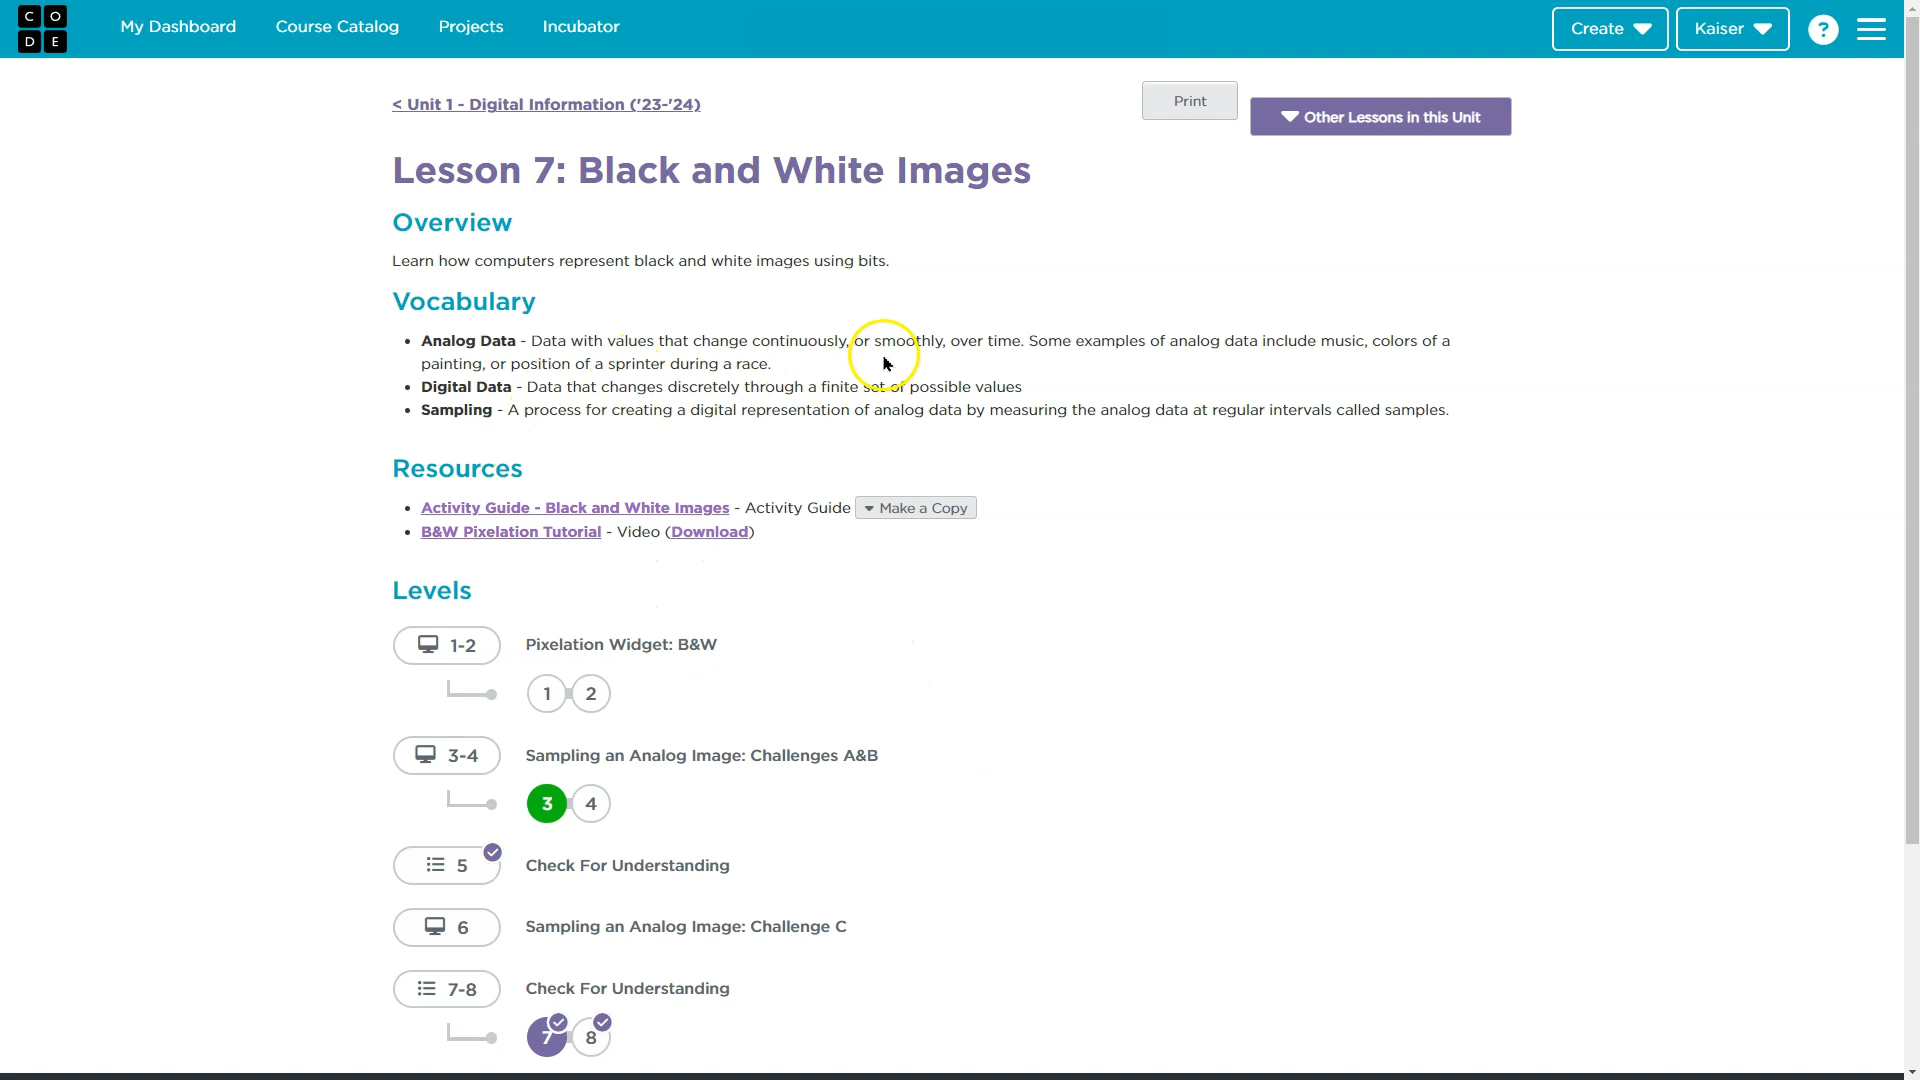 CODE
My Dashboard
Course Catalog
Projects
Incubator
Create
Kaiser
?
< Unit 1 - Digital Information ('23-'24)
Print
Other Lessons in this Unit
Lesson 7: Black and White Images
Overview
Learn how computers represent black and white images using bits.
Vocabulary
• Analog Data - Data with values that change continuously, or smoothly, over time. Some examples of analog data include music, colors of a
painting, or position of a sprinter during a race.
• Digital Data - Data that changes discretely through a finite set of possible values
• Sampling - A process for creating a digital representation of analog data by measuring the analog data at regular intervals called samples.
Resources
• Activity Guide - Black and White Images - Activity Guide Make a Copy
• B&W Pixelation Tutorial - Video (Download)
Levels
1-2 Pixelation Widget: B&W
1 2
3-4 Sampling an Analog Image: Challenges A&B
3 4
5 Check For Understanding
6 Sampling an Analog Image: Challenge C
7-8 Check For Understanding
7 8